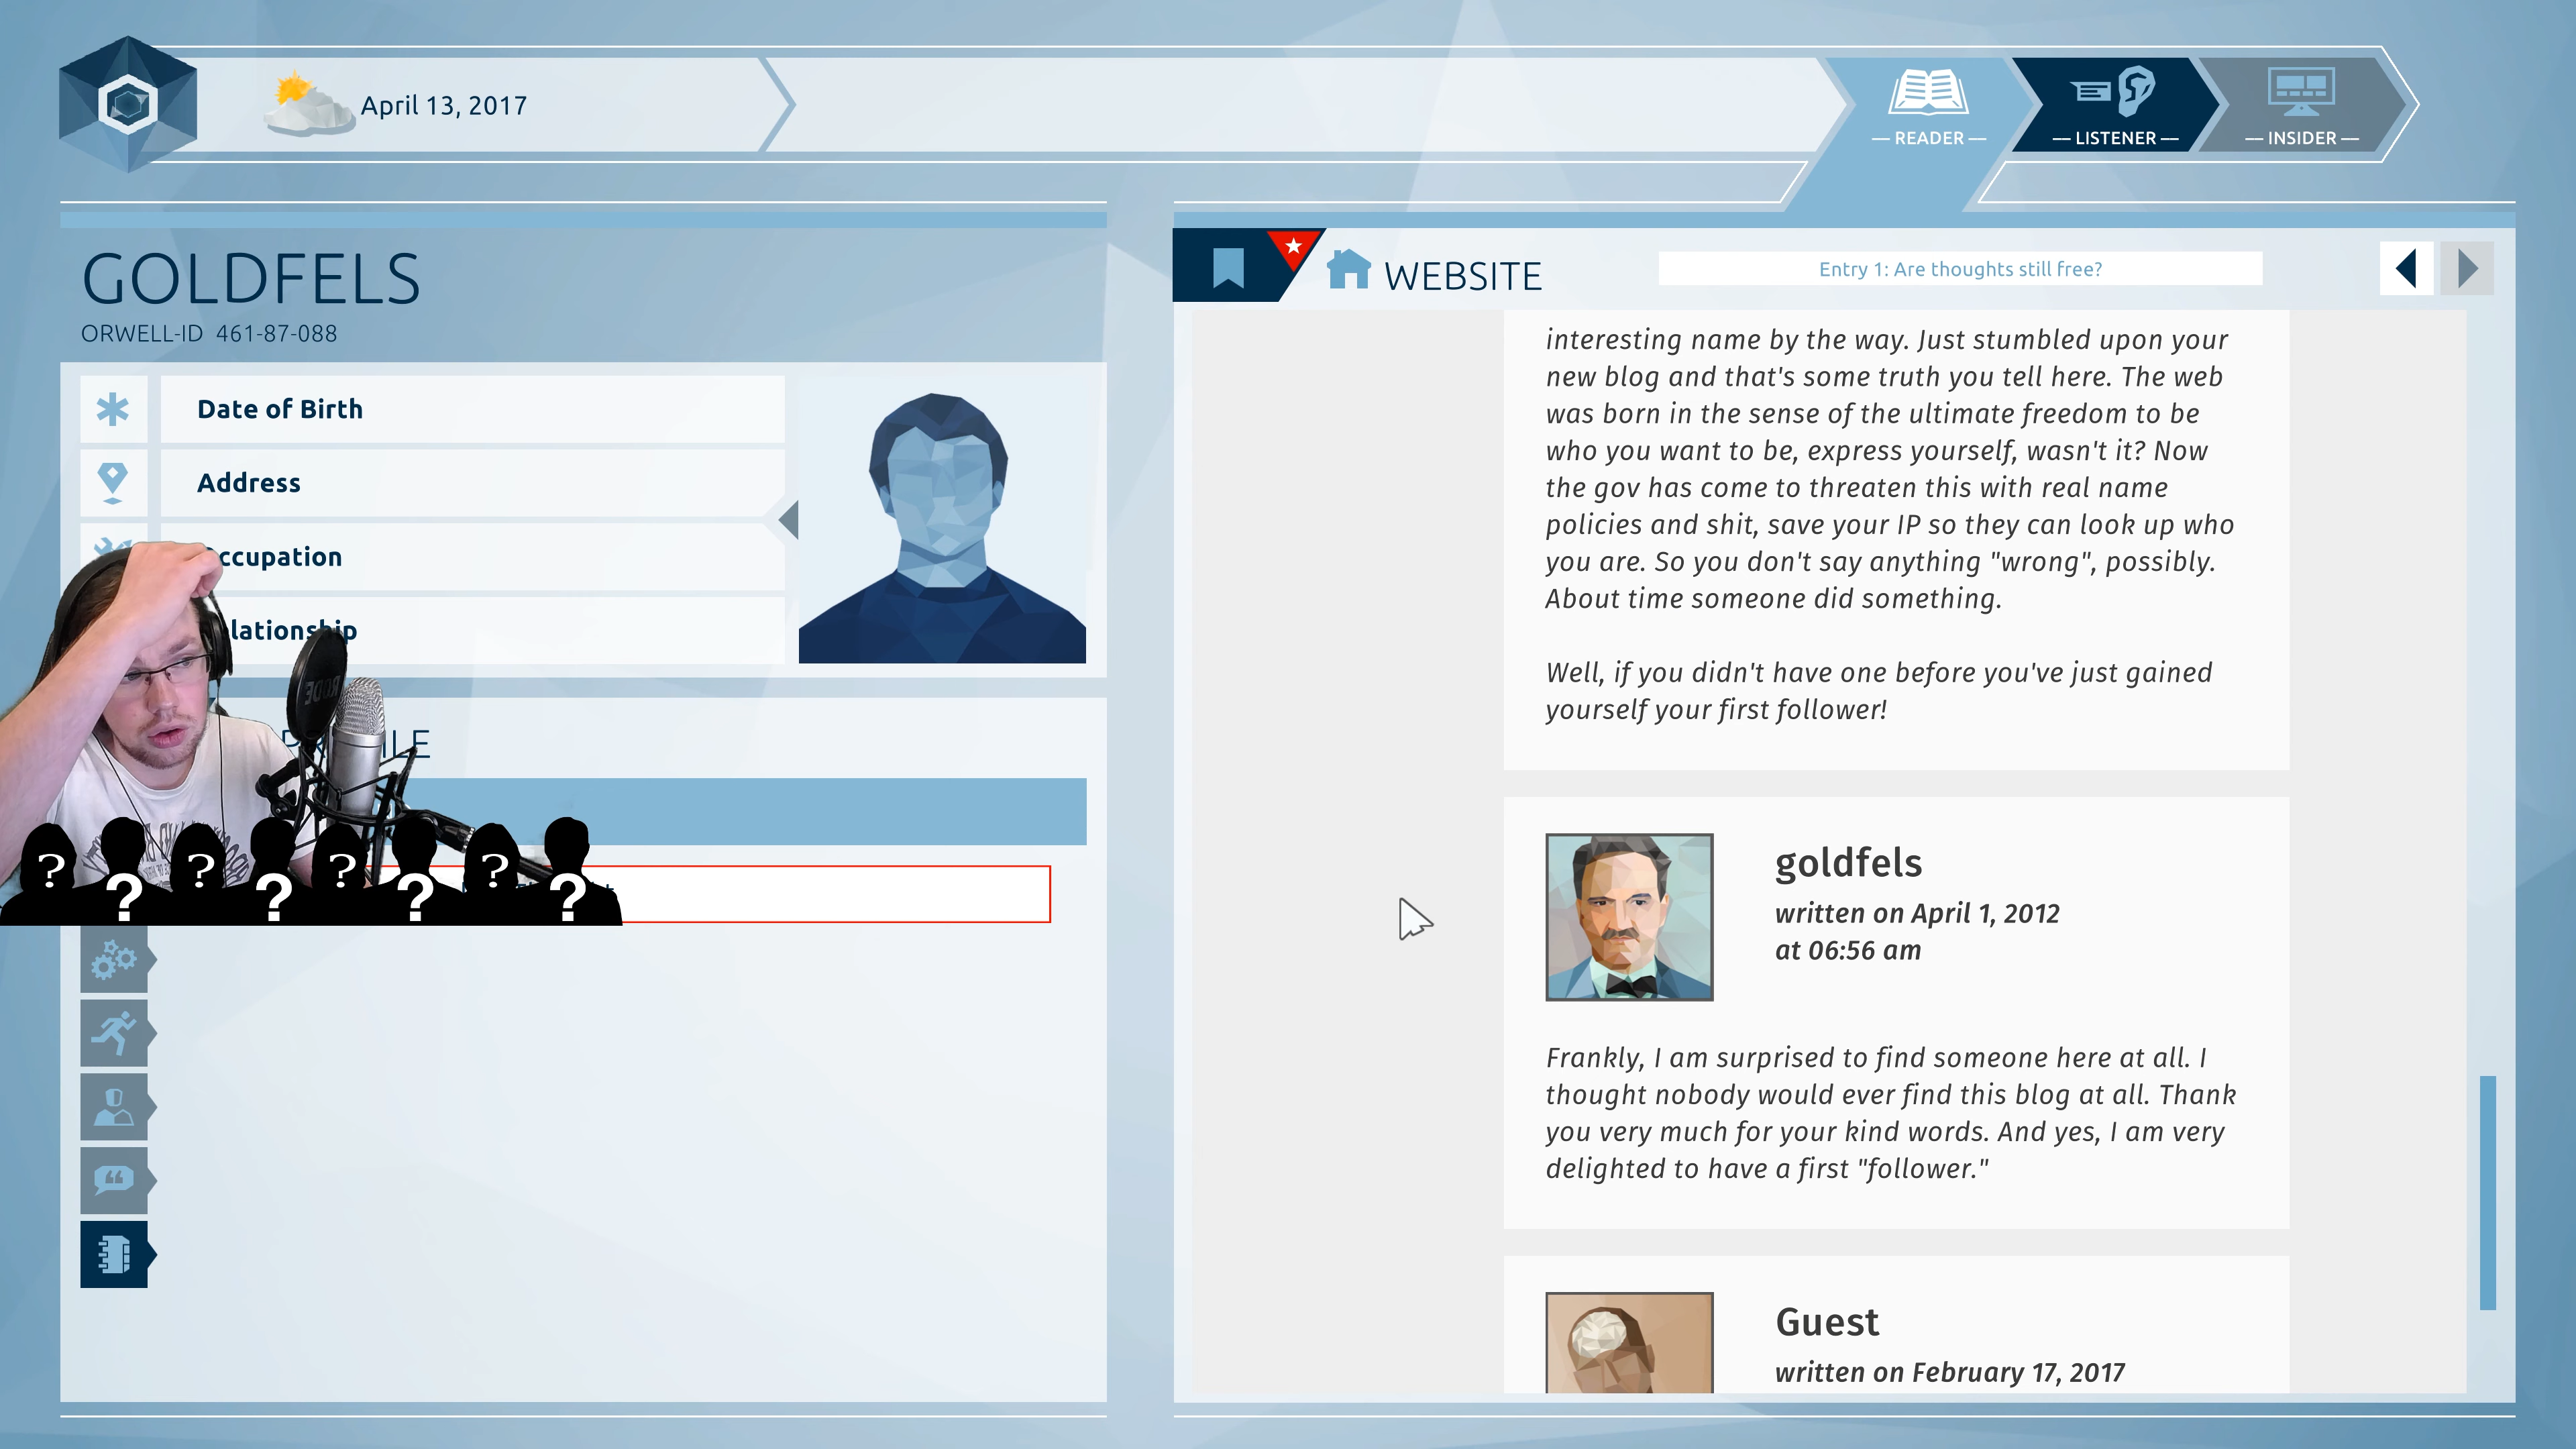 April 13, 2017
READER
LISTENER
INSIDER
GOLDFELS
ORWELL-ID 461-87-088
Date of Birth
Address
ccupation
lationship
RODE
WEBSITE
Entry 1: Are thoughts still free?
interesting name by the way. Just stumbled upon your
new blog and that's some truth you tell here. The web
was born in the sense of the ultimate freedom to be
who you want to be, express yourself, wasn't it? Now
the gov has come to threaten this with real name
policies and shit, save your IP so they can look up who
you are. So you don't say anything "wrong", possibly.
About time someone did something.
Well, if you didn't have one before you've just gained
yourself your first follower!
goldfels
written on April 1, 2012
at 06:56 am
Frankly, I am surprised to find someone here at all. I
thought nobody would ever find this blog at all. Thank
you very much for your kind words. And yes, I am very
delighted to have a first "follower."
Guest
written on February 17, 2017
? ? ? ? ? ? ? ?